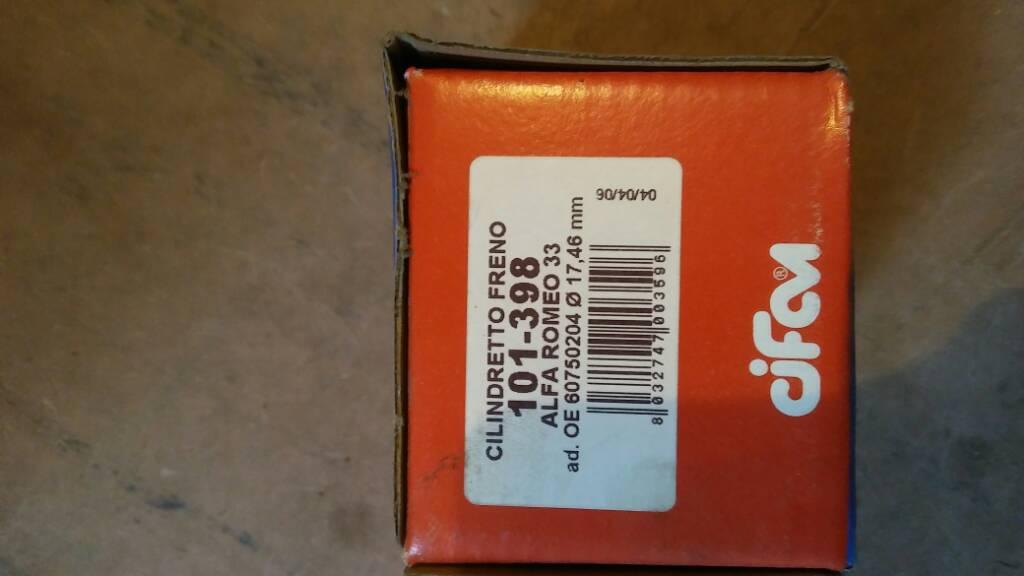 CILINDRETTO FRENO
101-398
ALFA ROMEO 33
ad. OE 60750204 Ø 17,46 mm
04/04/06
8 032747 003596
cifam®